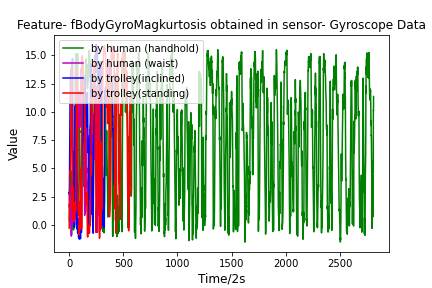 Feature- fBodyGyroMagkurtosis obtained in sensor- Gyroscope Data
by human (handhold)
by human (waist)
by trolley(inclined)
by trolley(standing)
15.0
12.5
10.0
7.5
5.0
2.5
0.0
Value
0 500 1000 1500 2000 2500
Time/2s